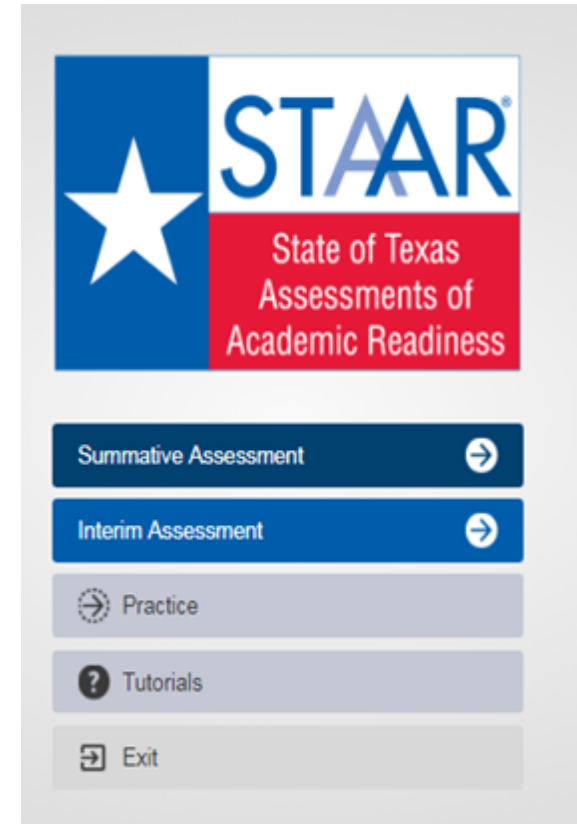 STAAR®
State of Texas
Assessments of
Academic Readiness
Summative Assessment
Interim Assessment
Practice
Tutorials
Exit